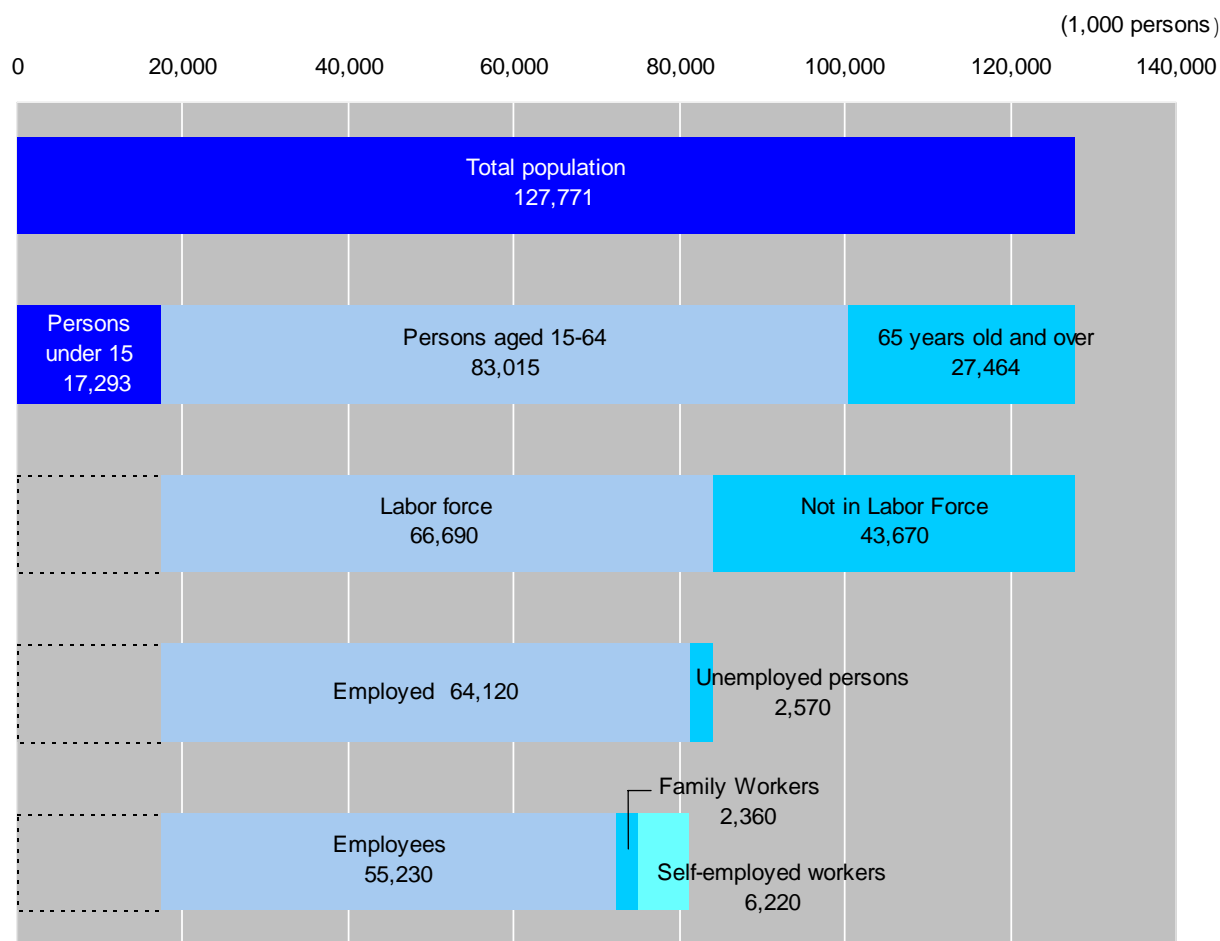 (1,000 persons)
0 20,000 40,000 60,000 80,000 100,000 120,000 140,000
Total population
127,771
Persons
under 15
17,293
Persons aged 15-64
83,015
65 years old and over
27,464
Labor force
66,690
Not in Labor Force
43,670
Employed 64,120
Unemployed persons
2,570
Family Workers
2,360
Employees
55,230
Self-employed workers
6,220